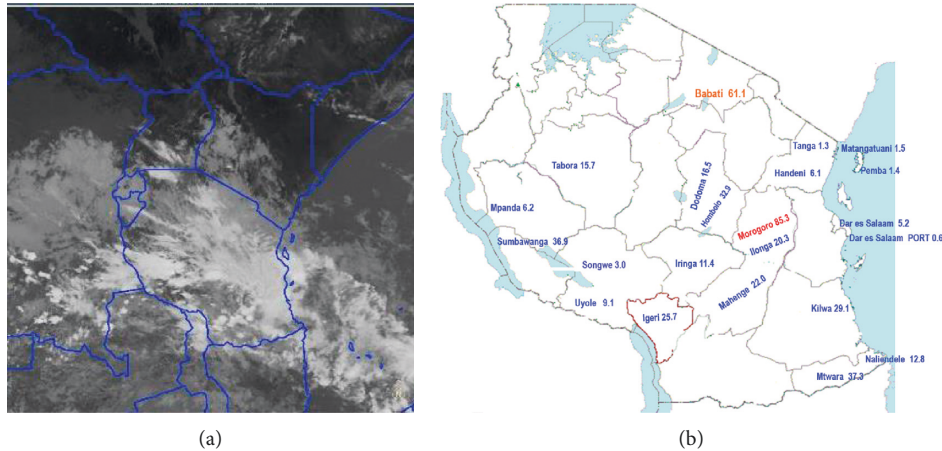 Babati 61.1
Tanga 1.3
Matangatuani 1.5
Tabora 15.7
Dodoma 16.5
Hombolo 32.9
Handeni 6.1
Pemba 1.4
Mpanda 6.2
Morogoro 85.3
Dar es Salaam 5.2
Sumbawanga 36.9
Ilonga 20.3
Dar es Salaam PORT 0.6
Songwe 3.0
Iringa 11.4
Mahenge 22.0
Uyole 9.1
Igeri 25.7
Kilwa 29.1
Naliendele 12.8
Mtwara 37.3
(a)
(b)